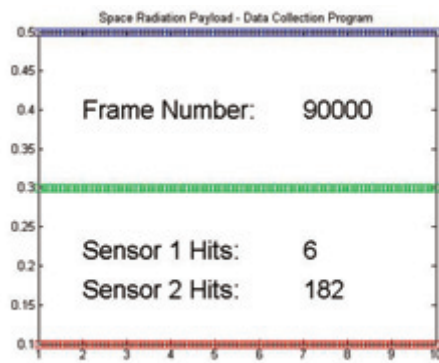 Space Radiation Payload - Data Collection Program
0.5
0.45
0.4
Frame Number: 90000
0.35
0.3
0.25
Sensor 1 Hits: 6
0.2
Sensor 2 Hits: 182
0.15
0.1
1 2 3 4 5 6 7 8 9